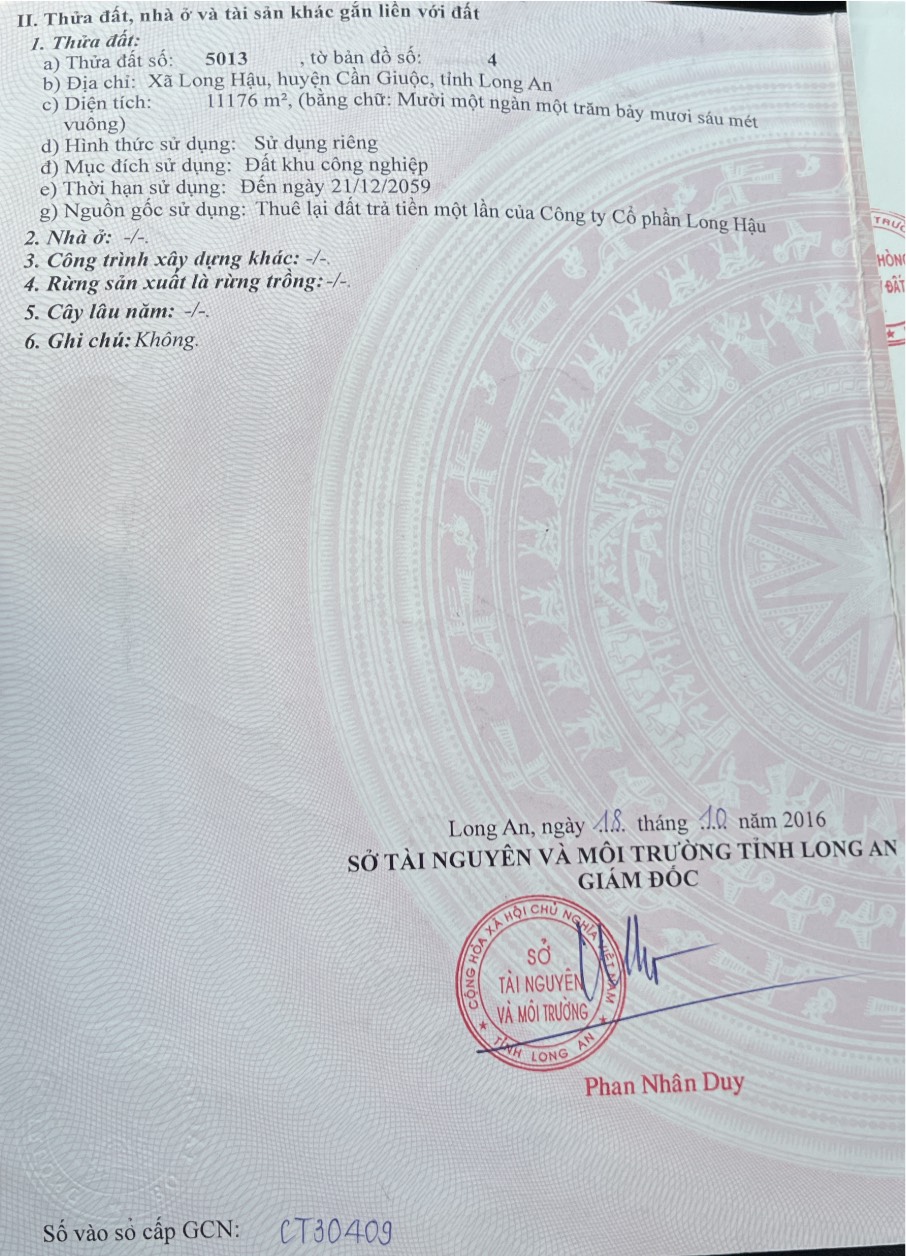 II. Thửa đất, nhà ở và tài sản khác gắn liền với đất
1. Thửa đất:
a) Thửa đất số: 5013 , tờ bản đồ số: 4
b) Địa chỉ: Xã Long Hậu, huyện Cần Giuộc, tỉnh Long An
c) Diện tích: 11176 m², (bằng chữ: Mười một ngàn một trăm bảy mươi sáu mét
vuông)
d) Hình thức sử dụng: Sử dụng riêng
đ) Mục đích sử dụng: Đất khu công nghiệp
e) Thời hạn sử dụng: Đến ngày 21/12/2059
g) Nguồn gốc sử dụng: Thuê lại đất trả tiền một lần của Công ty Cổ phần Long Hậu
2. Nhà ở: -/-.
3. Công trình xây dựng khác: -/-.
4. Rừng sản xuất là rừng trồng: -/-.
5. Cây lâu năm: -/-.
6. Ghi chú: Không.
HÒNG
ĐẤT
Long An, ngày 18 tháng 10 năm 2016
SỞ TÀI NGUYÊN VÀ MÔI TRƯỜNG TỈNH LONG AN
GIÁM ĐỐC
CỘNG HÒA XÃ HỘI CHỦ NGHĨA VIỆT NAM
SỞ
TÀI NGUYÊN
VÀ MÔI TRƯỜNG
TỈNH LONG AN
Phan Nhân Duy
Số vào sổ cấp GCN: CT30409